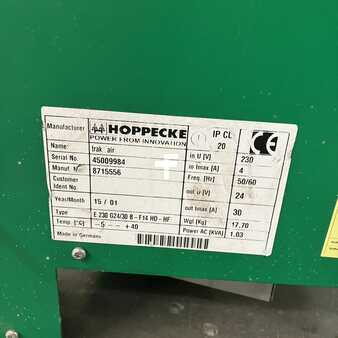 Manufacturer HOPPECKE IP CL
POWER FROM INNOVATION 20 CE
Name: trak air in U [V] 230
Serial No. 45009984 in Imax [A] 4
Manuf. N 8715556 Freq. [Hz] 50/60
Customer Ident No. out U [V] 24
Year/Month 15 / 01 out Imax [A] 30
Type E 230 G24/30 B-F14 HO-HF Wgt [Kg] 17,70
Temp. [°C] -5 - +40 Power AC [KVA] 1.03
Made in Germany